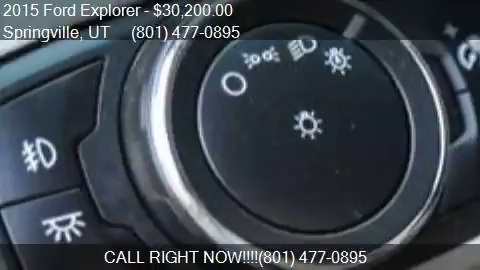 2015 Ford Explorer - $30,200.00
Springville, UT (801) 477-0895
CALL RIGHT NOW!!!!(801) 477-0895